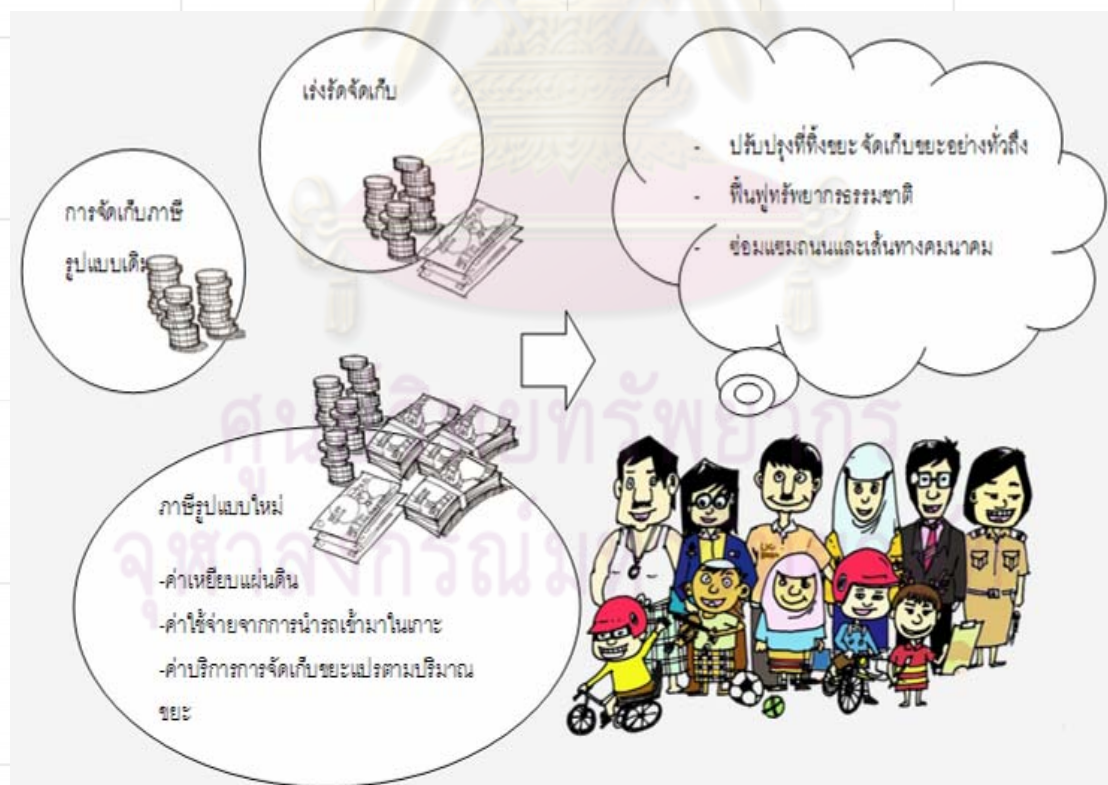 เร่งรัดจัดเก็บ
การจัดเก็บภาษี
รูปแบบเดิม
- ปรับปรุงที่ทิ้งขยะ จัดเก็บขยะอย่างทั่วถึง
- ฟื้นฟูทรัพยากรธรรมชาติ
- ซ่อมแซมถนนและเส้นทางคมนาคม
ภาษีรูปแบบใหม่
-ค่าเหยียบแผ่นดิน
-ค่าใช้จ่ายจากการนำรถเข้ามาในเกาะ
-ค่าบริการการจัดเก็บขยะแปรตามปริมาณ
ขยะ